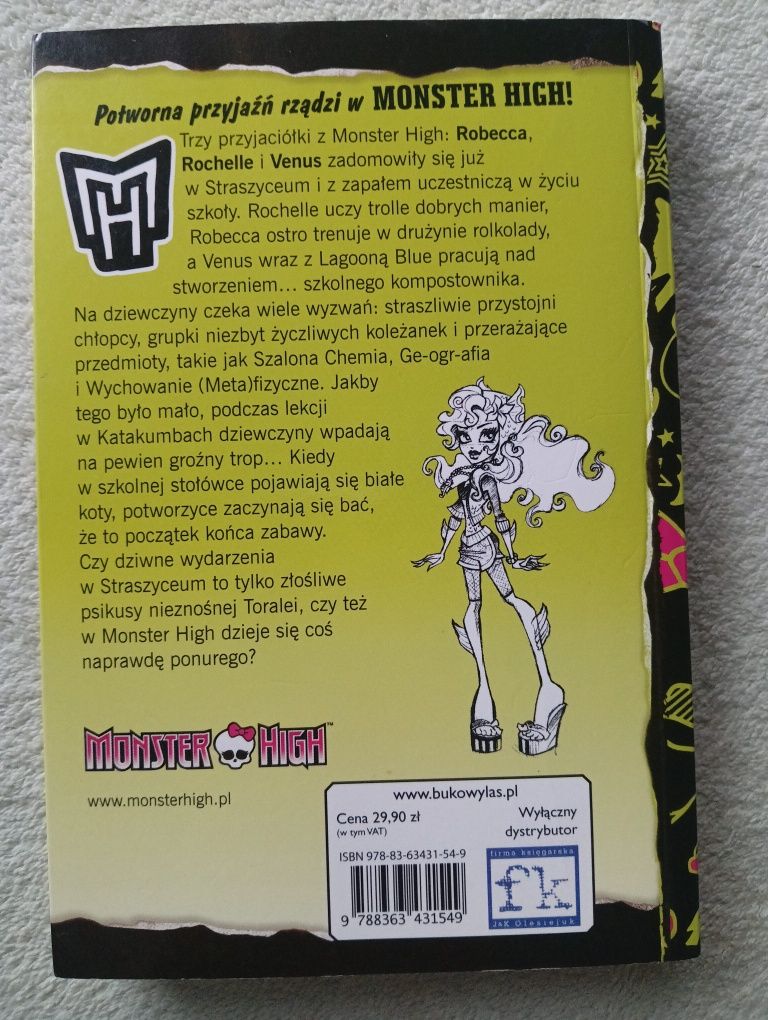 Potworna przyjaźń rządzi w MONSTER HIGH!
MH
Trzy przyjaciółki z Monster High: Robecca,
Rochelle i Venus zadomowiły się już
w Straszyceum i z zapałem uczestniczą w życiu
szkoły. Rochelle uczy trolle dobrych manier,
Robecca ostro trenuje w drużynie rolkolady,
a Venus wraz z Lagooną Blue pracują nad
stworzeniem... szkolnego kompostownika.
Na dziewczyny czeka wiele wyzwań: straszliwie przystojni
chłopcy, grupki niezbyt życzliwych koleżanek i przerażające
przedmioty, takie jak Szalona Chemia, Ge-ogr-afia
i Wychowanie (Meta)fizyczne. Jakby
tego było mało, podczas lekcji
w Katakumbach dziewczyny wpadają
na pewien groźny trop... Kiedy
w szkolnej stołówce pojawiają się białe
koty, potworzyce zaczynają się bać,
że to początek końca zabawy.
Czy dziwne wydarzenia
w Straszyceum to tylko złośliwe
psikusy nieznośnej Toralei, czy też
w Monster High dzieje się coś
naprawdę ponurego?
MONSTER HIGH™
www.monsterhigh.pl
www.bukowylas.pl
Cena 29,90 zł
(w tym VAT)
Wyłączny
dystrybutor
ISBN 978-83-63431-54-9
9 788363 431549
firma księgarska
fk
J&K Olesiejuk